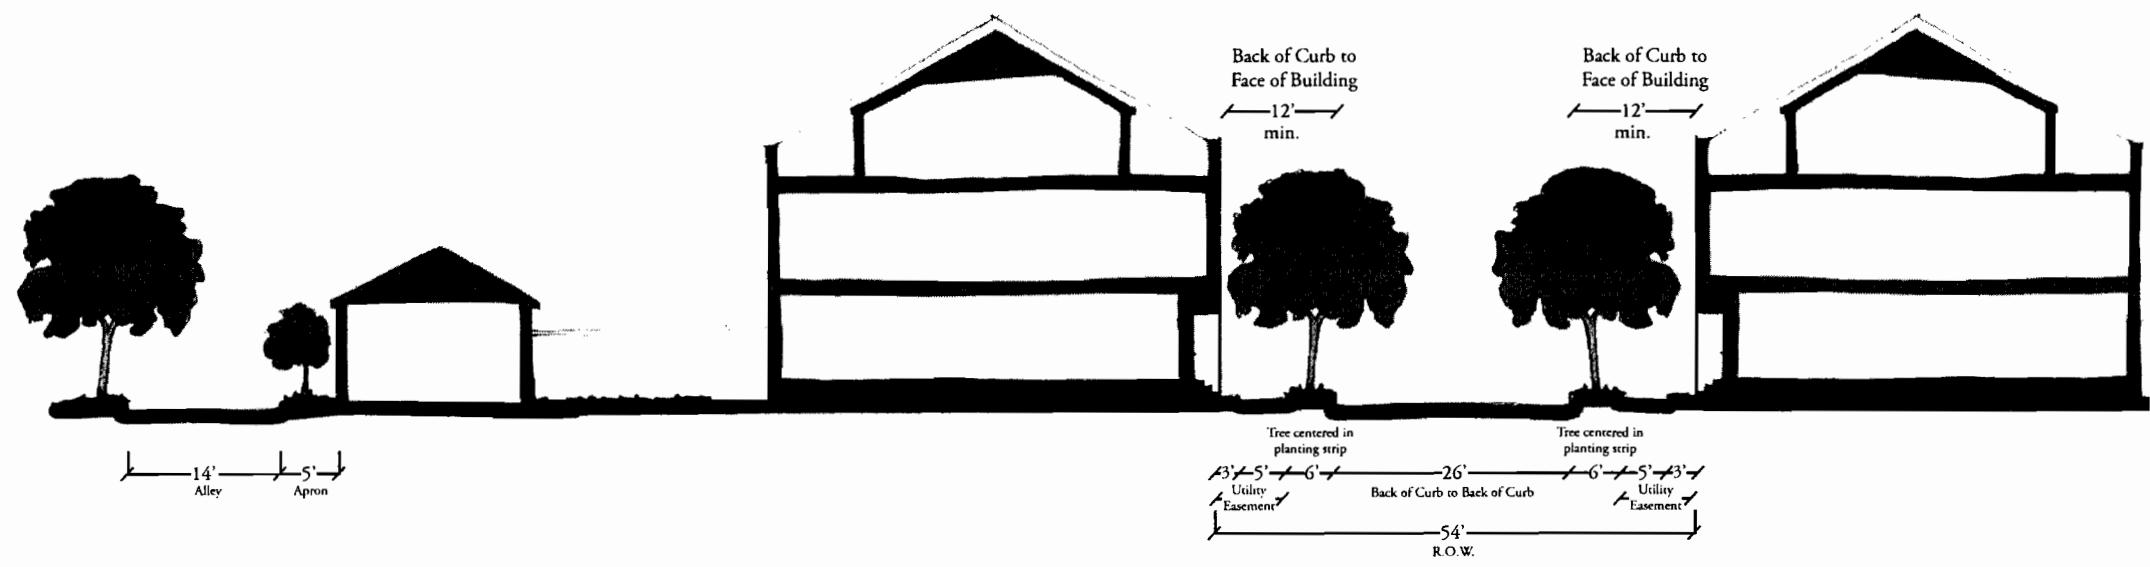 Back of Curb to
Face of Building
12'
min.
Back of Curb to
Face of Building
12'
min.
Tree centered in
planting strip
Tree centered in
planting strip
14'
Alley
5'
Apron
3' 5' 6' 26' 6' 5' 3'
Utility
Easement
Back of Curb to Back of Curb
Utility
Easement
54'
R.O.W.